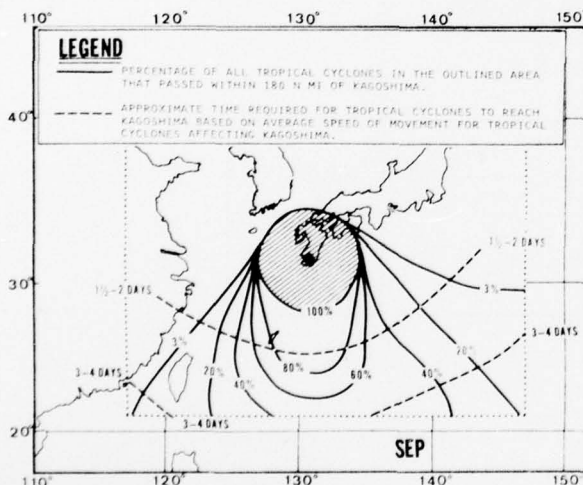 110° 120° 130° 140° 150°
LEGEND
PERCENTAGE OF ALL TROPICAL CYCLONES IN THE OUTLINED AREA
THAT PASSED WITHIN 180 N MI OF KAGOSHIMA.
APPROXIMATE TIME REQUIRED FOR TROPICAL CYCLONES TO REACH
KAGOSHIMA BASED ON AVERAGE SPEED OF MOVEMENT FOR TROPICAL
CYCLONES AFFECTING KAGOSHIMA.
40°
1½-2 DAYS
30°
1½-2 DAYS
3%
100%
3-4 DAYS
3%
20%
80%
60%
20%
3-4 DAYS
40%
40%
3-4 DAYS
20°
SEP
110° 120° 130° 140° 150°